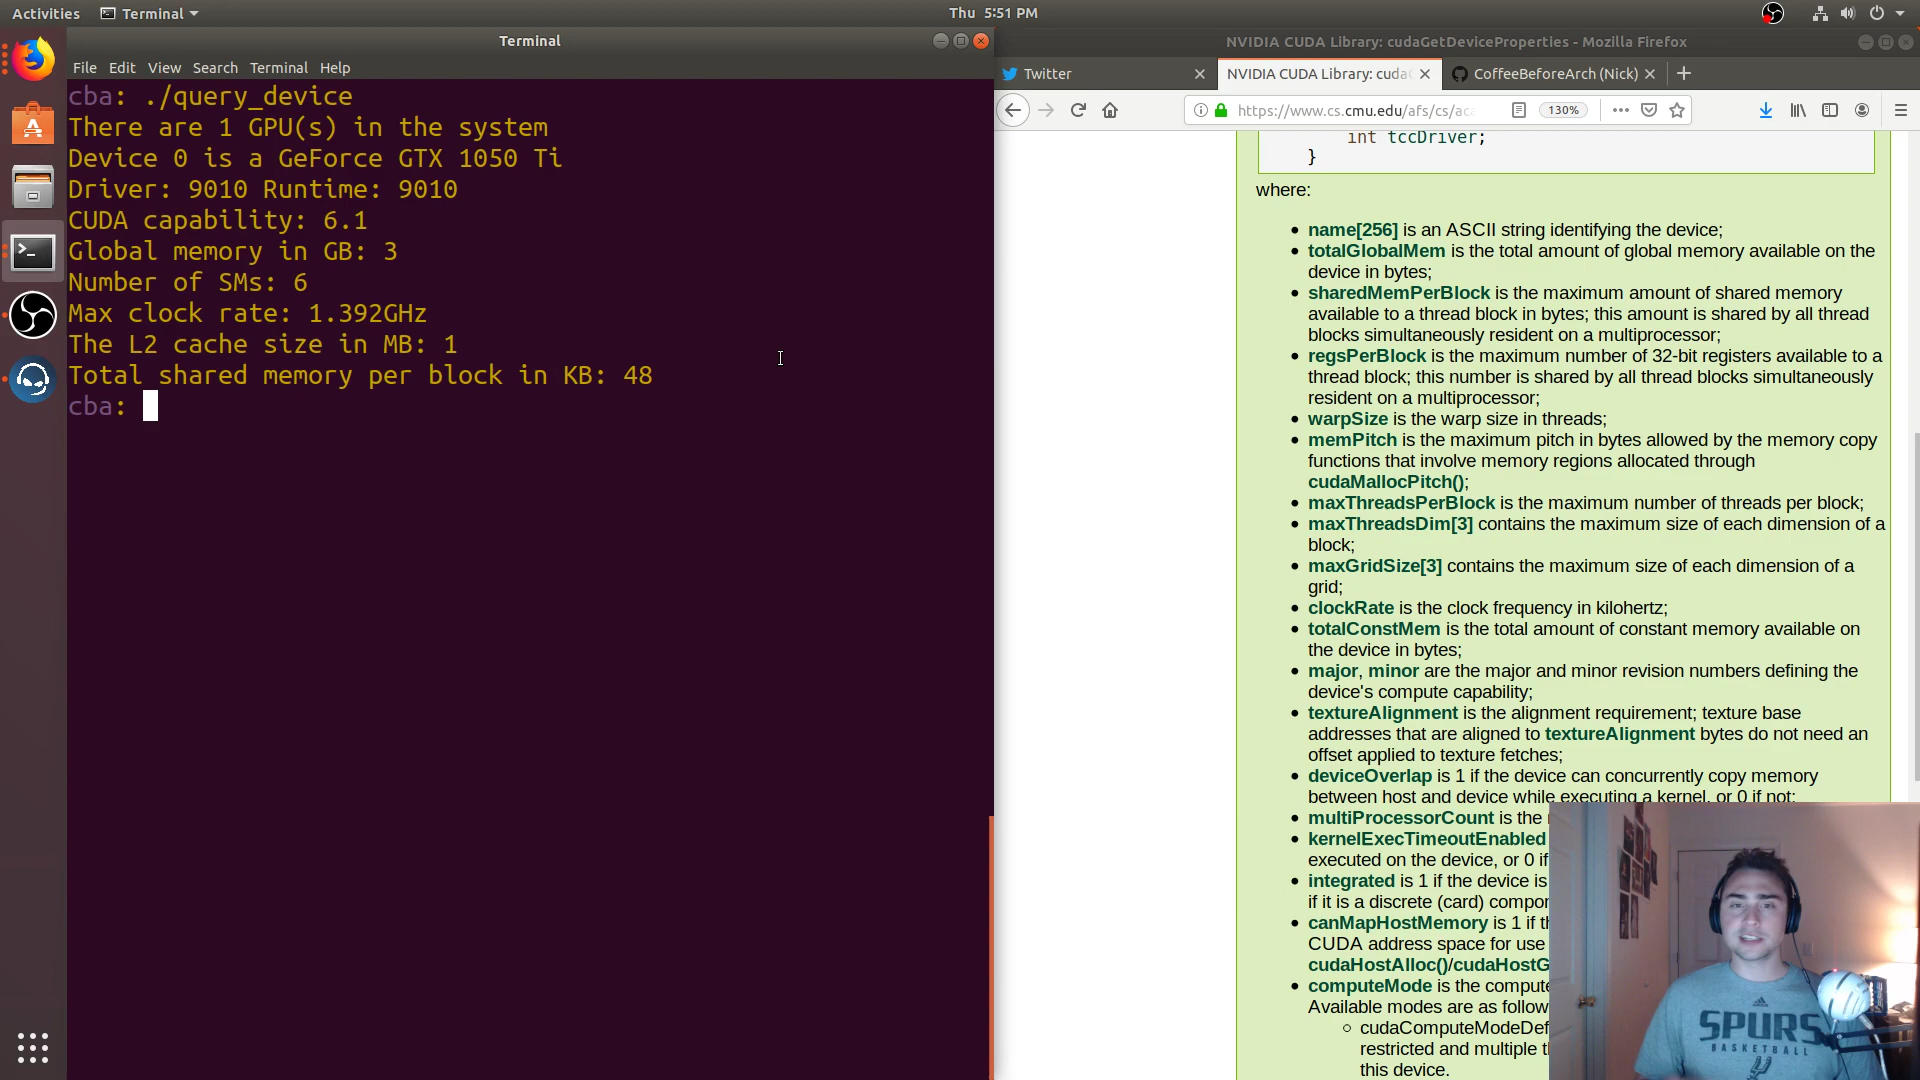 Activities
Terminal
Thu 5:51 PM
Terminal
File Edit View Search Terminal Help
cba: ./query_device
There are 1 GPU(s) in the system
Device 0 is a GeForce GTX 1050 Ti
Driver: 9010 Runtime: 9010
CUDA capability: 6.1
Global memory in GB: 3
Number of SMs: 6
Max clock rate: 1.392GHz
The L2 cache size in MB: 1
Total shared memory per block in KB: 48
cba:
NVIDIA CUDA Library: cudaGetDeviceProperties - Mozilla Firefox
Twitter
NVIDIA CUDA Library: cuda
CoffeeBeforeArch (Nick)
https://www.cs.cmu.edu/afs/cs/aca
130%
int tccDriver;
}
where:
name[256] is an ASCII string identifying the device;
totalGlobalMem is the total amount of global memory available on the
device in bytes;
sharedMemPerBlock is the maximum amount of shared memory
available to a thread block in bytes; this amount is shared by all thread
blocks simultaneously resident on a multiprocessor;
regsPerBlock is the maximum number of 32-bit registers available to a
thread block; this number is shared by all thread blocks simultaneously
resident on a multiprocessor;
warpSize is the warp size in threads;
memPitch is the maximum pitch in bytes allowed by the memory copy
functions that involve memory regions allocated through
cudaMallocPitch();
maxThreadsPerBlock is the maximum number of threads per block;
maxThreadsDim[3] contains the maximum size of each dimension of a
block;
maxGridSize[3] contains the maximum size of each dimension of a
grid;
clockRate is the clock frequency in kilohertz;
totalConstMem is the total amount of constant memory available on
the device in bytes;
major, minor are the major and minor revision numbers defining the
device's compute capability;
textureAlignment is the alignment requirement; texture base
addresses that are aligned to textureAlignment bytes do not need an
offset applied to texture fetches;
deviceOverlap is 1 if the device can concurrently copy memory
between host and device while executing a kernel, or 0 if not;
multiProcessorCount is the
kernelExecTimeoutEnabled
executed on the device, or 0 if
integrated is 1 if the device is
if it is a discrete (card) compor
canMapHostMemory is 1 if th
CUDA address space for use
cudaHostAlloc()/cudaHostG
computeMode is the compute
Available modes are as follow
cudaComputeModeDef
restricted and multiple t
this device.
SPURS
BASKETBALL